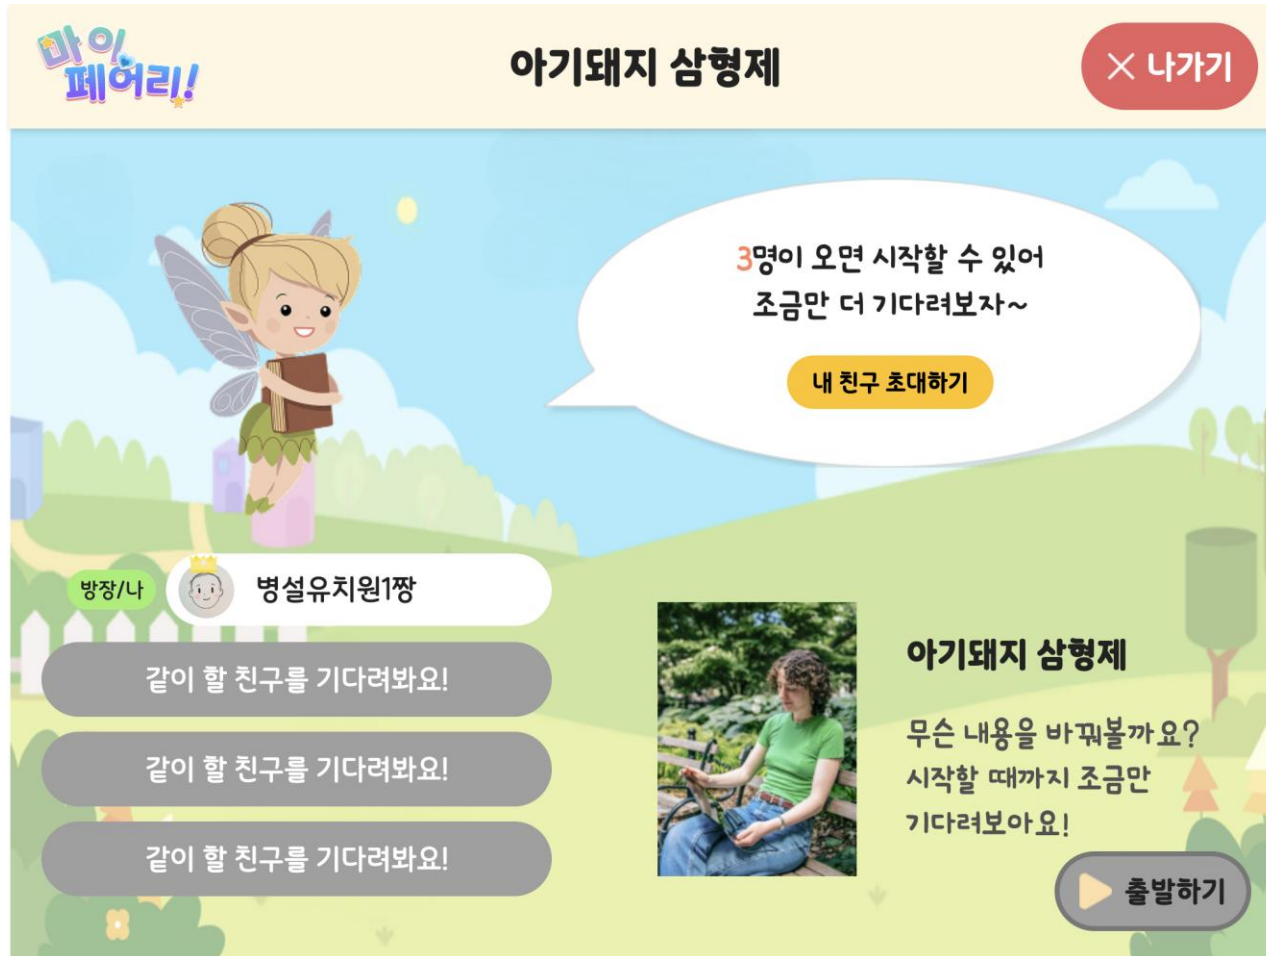 마이
페어리!
아기돼지 삼형제
나가기
3명이 오면 시작할 수 있어
조금만 더 기다려보자~
내 친구 초대하기
방장/나
병설유치원1짱
같이 할 친구를 기다려봐요!
같이 할 친구를 기다려봐요!
같이 할 친구를 기다려봐요!
아기돼지 삼형제
무슨 내용을 바꿔볼까요?
시작할 때까지 조금만
기다려보아요!
출발하기